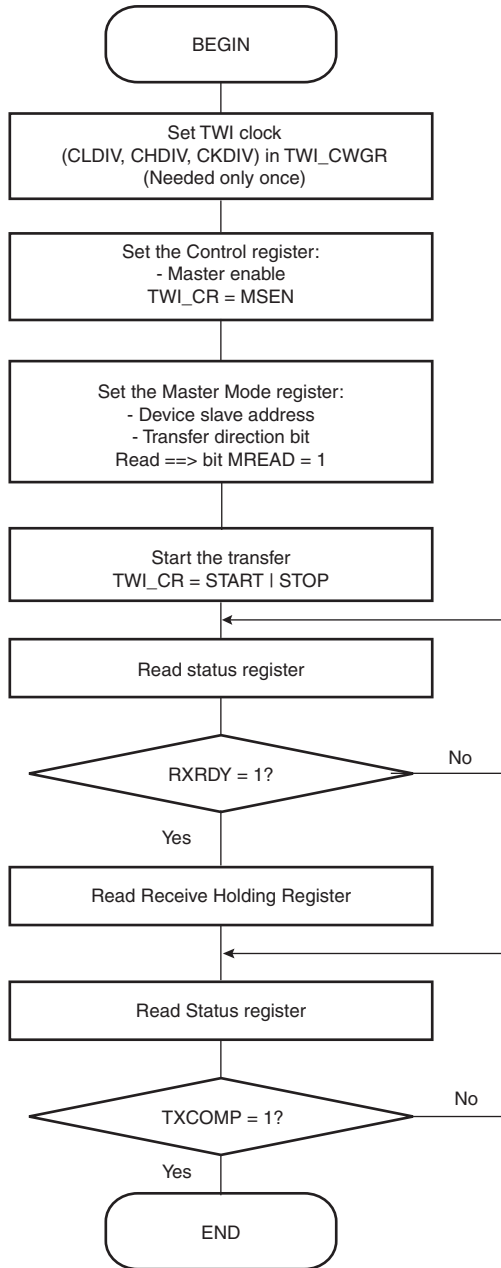 BEGIN
Set TWI clock
(CLDIV, CHDIV, CKDIV) in TWI_CWGR
(Needed only once)
Set the Control register:
- Master enable
TWI_CR = MSEN
Set the Master Mode register:
- Device slave address
- Transfer direction bit
Read ==> bit MREAD = 1
Start the transfer
TWI_CR = START | STOP
Read status register
RXRDY = 1?
No
Yes
Read Receive Holding Register
Read Status register
TXCOMP = 1?
No
Yes
END